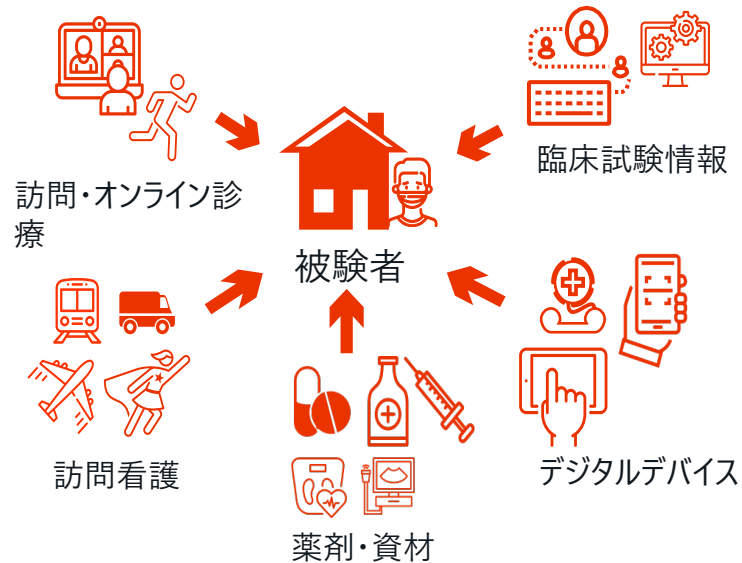 臨床試験情報
訪問・オンライン診
療
被験者
訪問看護
デジタルデバイス
薬剤・資材